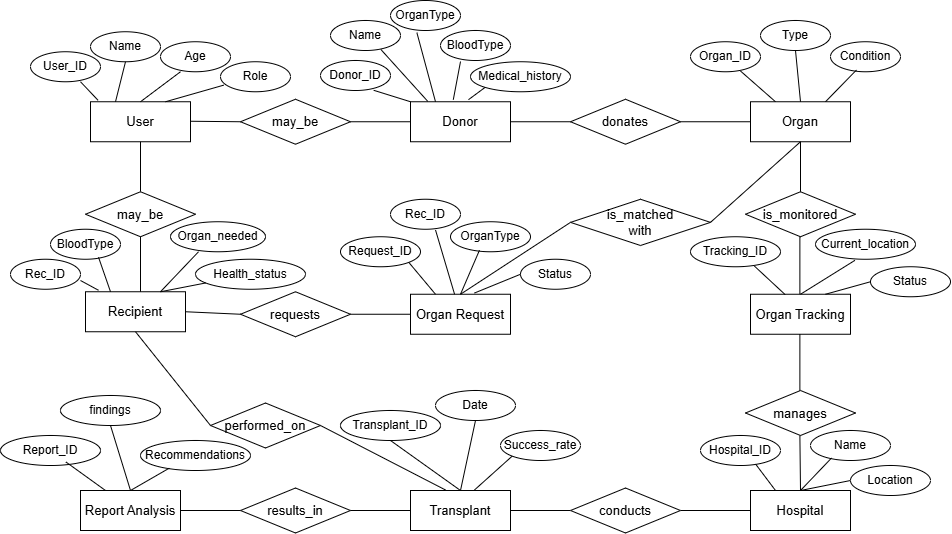 OrganType
Name
Name
BloodType
Type
User_ID
Age
Role
Donor_ID
Medical_history
Organ_ID
Condition
User
may_be
Donor
donates
Organ
may_be
Rec_ID
is_matched
with
is_monitored
BloodType
Organ_needed
Request_ID
OrganType
Tracking_ID
Current_location
Rec_ID
Health_status
Status
Status
Recipient
requests
Organ Request
Organ Tracking
findings
Date
performed_on
Transplant_ID
manages
Report_ID
Recommendations
Success_rate
Hospital_ID
Name
Location
Report Analysis
results_in
Transplant
conducts
Hospital